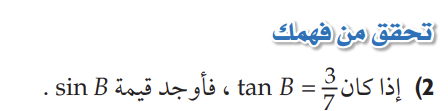 تحقق من فهمك
2) إذا كان tan B = 3/7 ، فأوجد قيمة sin B .